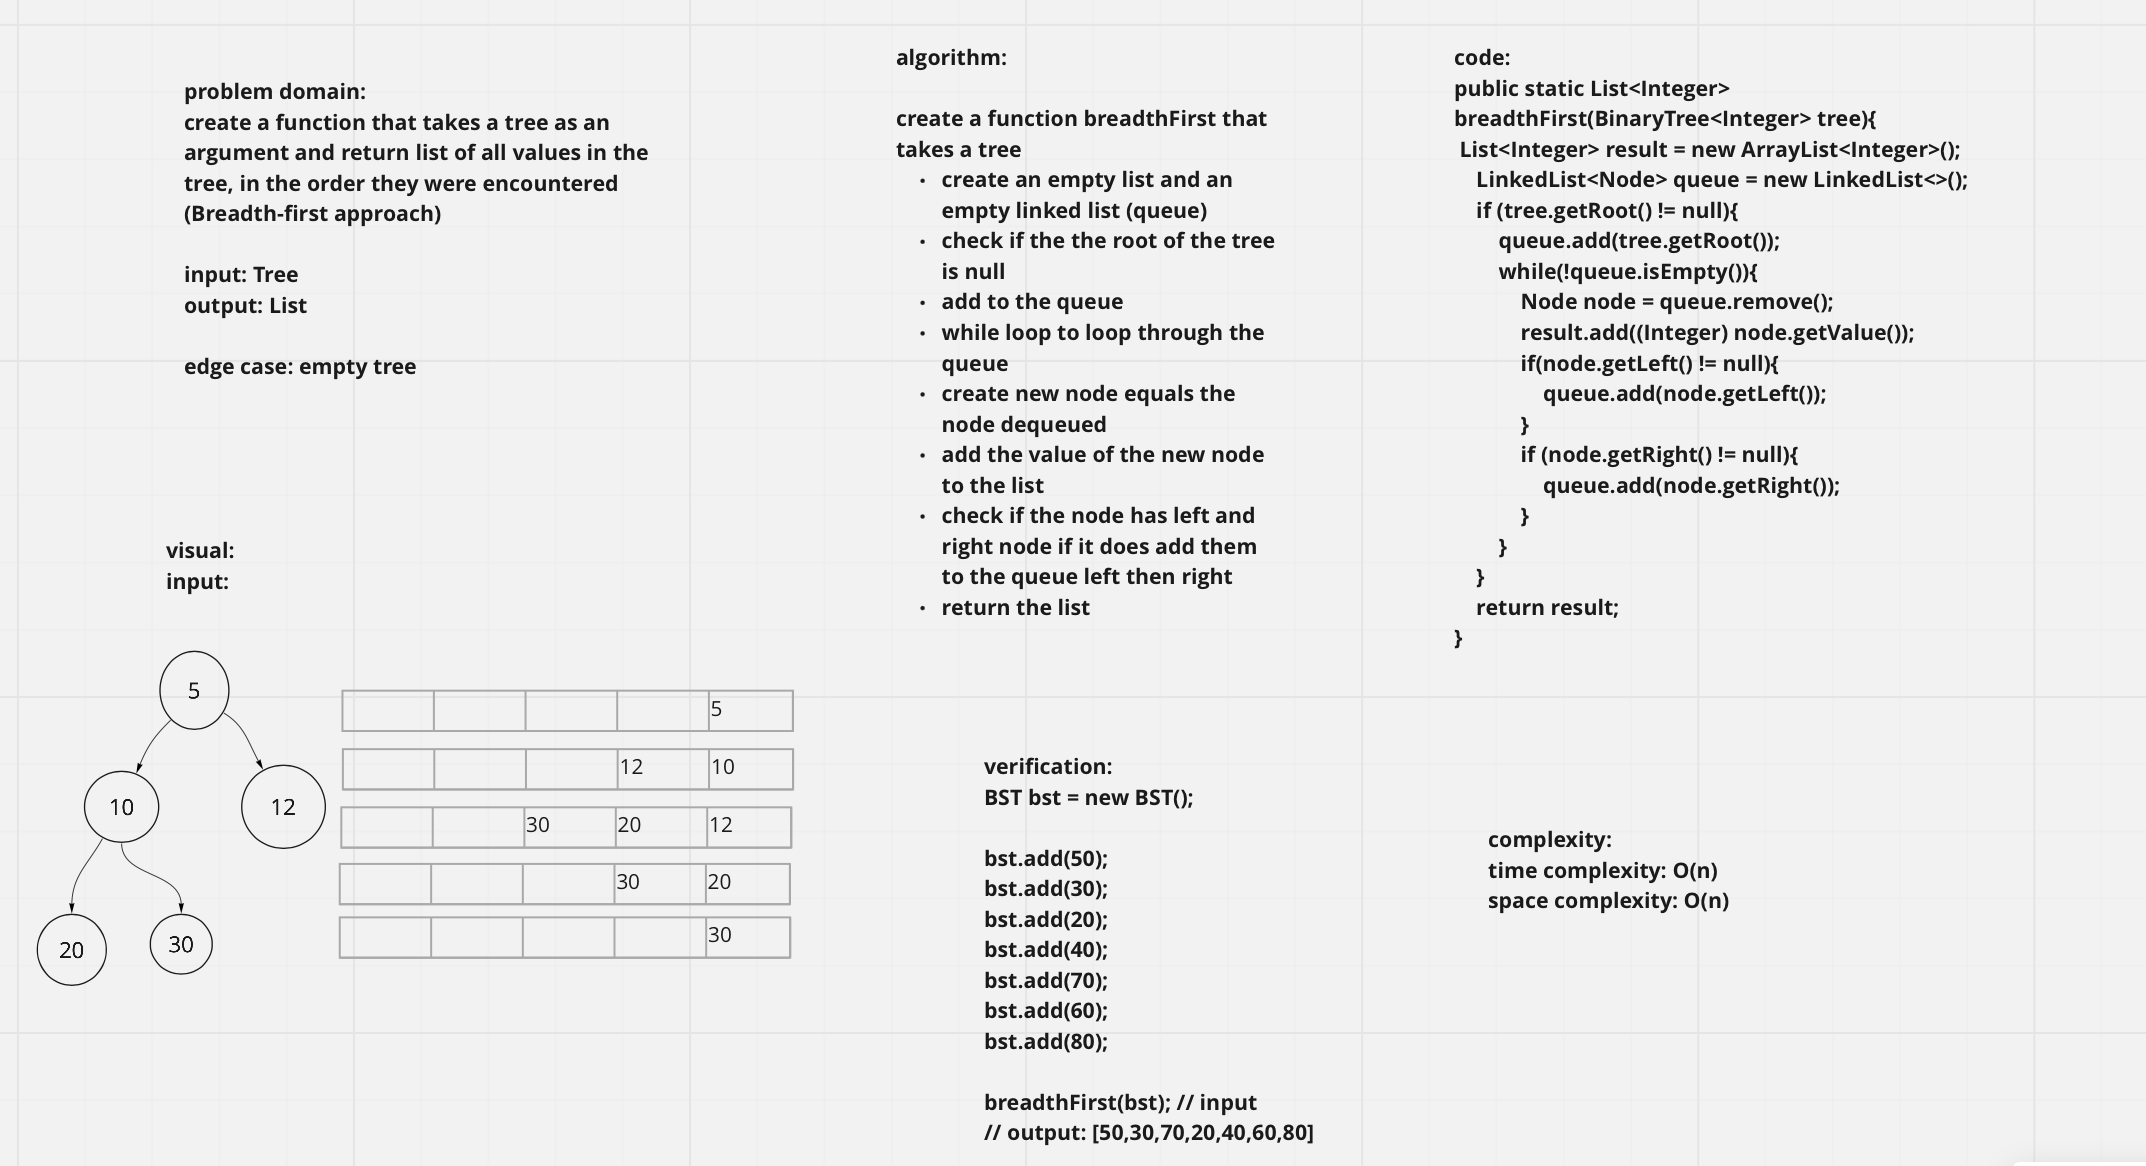 problem domain:
create a function that takes a tree as an
argument and return list of all values in the
tree, in the order they were encountered
(Breadth-first approach)
input: Tree
output: List
edge case: empty tree
visual:
input:
5
10
12
20
30
5
12 10
30 20 12
30 20
30
algorithm:
create a function breadthFirst that
takes a tree
• create an empty list and an
empty linked list (queue)
• check if the the root of the tree
is null
• add to the queue
• while loop to loop through the
queue
• create new node equals the
node dequeued
• add the value of the new node
to the list
• check if the node has left and
right node if it does add them
to the queue left then right
• return the list
code:
public static List<Integer>
breadthFirst(BinaryTree<Integer> tree){
List<Integer> result = new ArrayList<Integer>();
LinkedList<Node> queue = new LinkedList<>();
if (tree.getRoot() != null){
queue.add(tree.getRoot());
while(!queue.isEmpty()){
Node node = queue.remove();
result.add((Integer) node.getValue());
if(node.getLeft() != null){
queue.add(node.getLeft());
}
if (node.getRight() != null){
queue.add(node.getRight());
}
}
}
return result;
}
verification:
BST bst = new BST();
bst.add(50);
bst.add(30);
bst.add(20);
bst.add(40);
bst.add(70);
bst.add(60);
bst.add(80);
breadthFirst(bst); // input
// output: [50,30,70,20,40,60,80]
complexity:
time complexity: O(n)
space complexity: O(n)